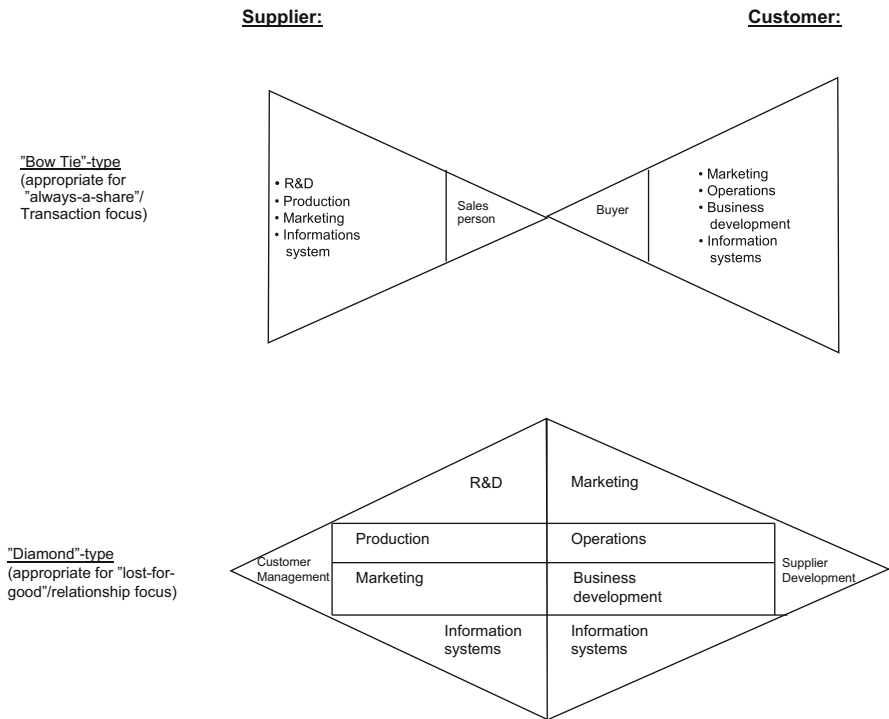 Supplier:
Customer:
"Bow Tie"-type
(appropriate for
"always-a-share"/
Transaction focus)
• R&D
• Production
• Marketing
• Informations
system
Sales
person
Buyer
• Marketing
• Operations
• Business
development
• Information
systems
"Diamond"-type
(appropriate for "lost-for-
good"/relationship focus)
R&D
Marketing
Production
Operations
Customer
Management
Marketing
Business
development
Supplier
Development
Information
systems
Information
systems